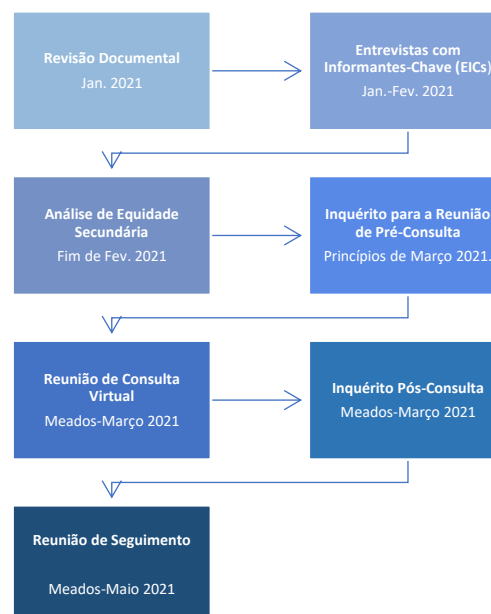 Revisão Documental
Jan. 2021
Entrevistas com
Informantes-Chave (EICs)
Jan.-Fev. 2021
Análise de Equidade
Secundária
Fim de Fev. 2021
Inquérito para a Reunião
de Pré-Consulta
Princípios de Março 2021.
Reunião de Consulta
Virtual
Meados-Março 2021
Inquérito Pós-Consulta
Meados-Março 2021
Reunião de Seguimento
Meados-Maio 2021